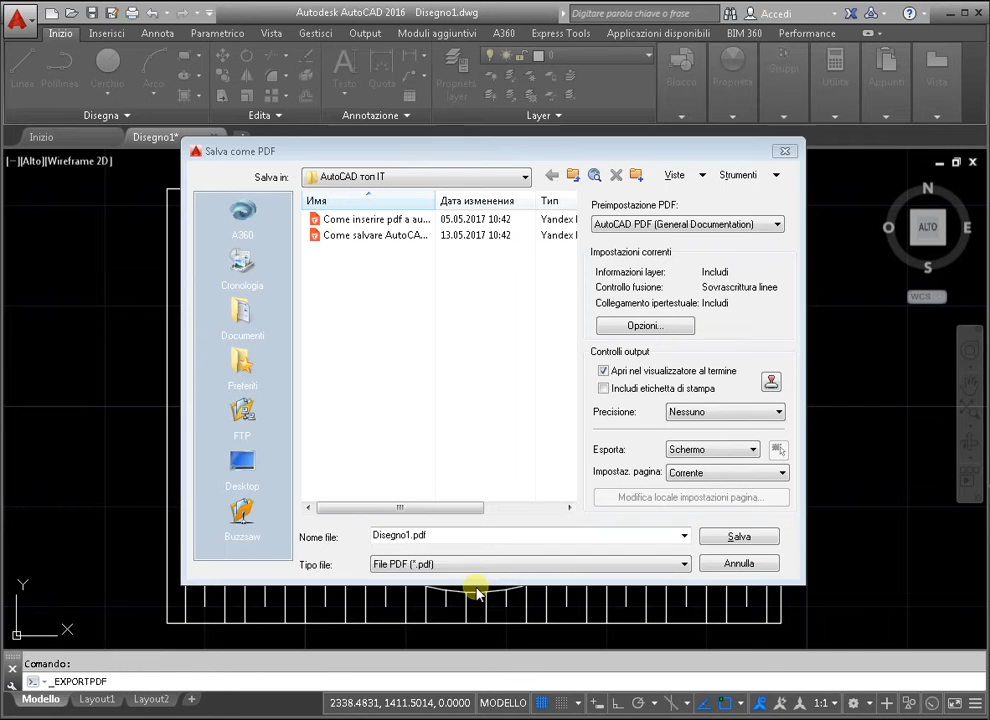 Autodesk AutoCAD 2016 Disegno1.dwg
Digitare parola chiave o frase
Accedi
Inizio Inserisci Annota Parametrico Vista Gestisci Output Moduli aggiuntivi A360 Express Tools Applicazioni disponibili BIM 360 Performance
Linea Polilinea Cerchio Arco Testo Quota Proprietà layer Blocco Proprietà Gruppi Utilità Appunti Vista
0
Disegna Edita Annotazione Layer
Inizio Disegno1*
[−][Alto][Wireframe 2D]
Salva come PDF
Salva in: AutoCAD топ IT
Viste Strumenti
Имя Дата изменения Тип
Come inserire pdf a au... 05.05.2017 10:42 Yandex
Come salvare AutoCA... 13.05.2017 10:42 Yandex
A360
Cronologia
Documenti
Preferiti
FTP
Desktop
Buzzsaw
Preimpostazione PDF:
AutoCAD PDF (General Documentation)
Impostazioni correnti
Informazioni layer: Includi
Controllo fusione: Sovrascrittura linee
Collegamento ipertestuale: Includi
Opzioni...
Controlli output
Apri nel visualizzatore al termine
Includi etichetta di stampa
Precisione: Nessuno
Esporta: Schermo
Impostaz. pagina: Corrente
Modifica locale impostazioni pagina...
Nome file: Disegno1.pdf
Salva
Tipo file: File PDF (*.pdf)
Annulla
N
O ALTO E
S
WCS
Y
X
Comando:
_EXPORTPDF
Modello Layout1 Layout2 +
2338.4831, 1411.5014, 0.0000 MODELLO
1:1